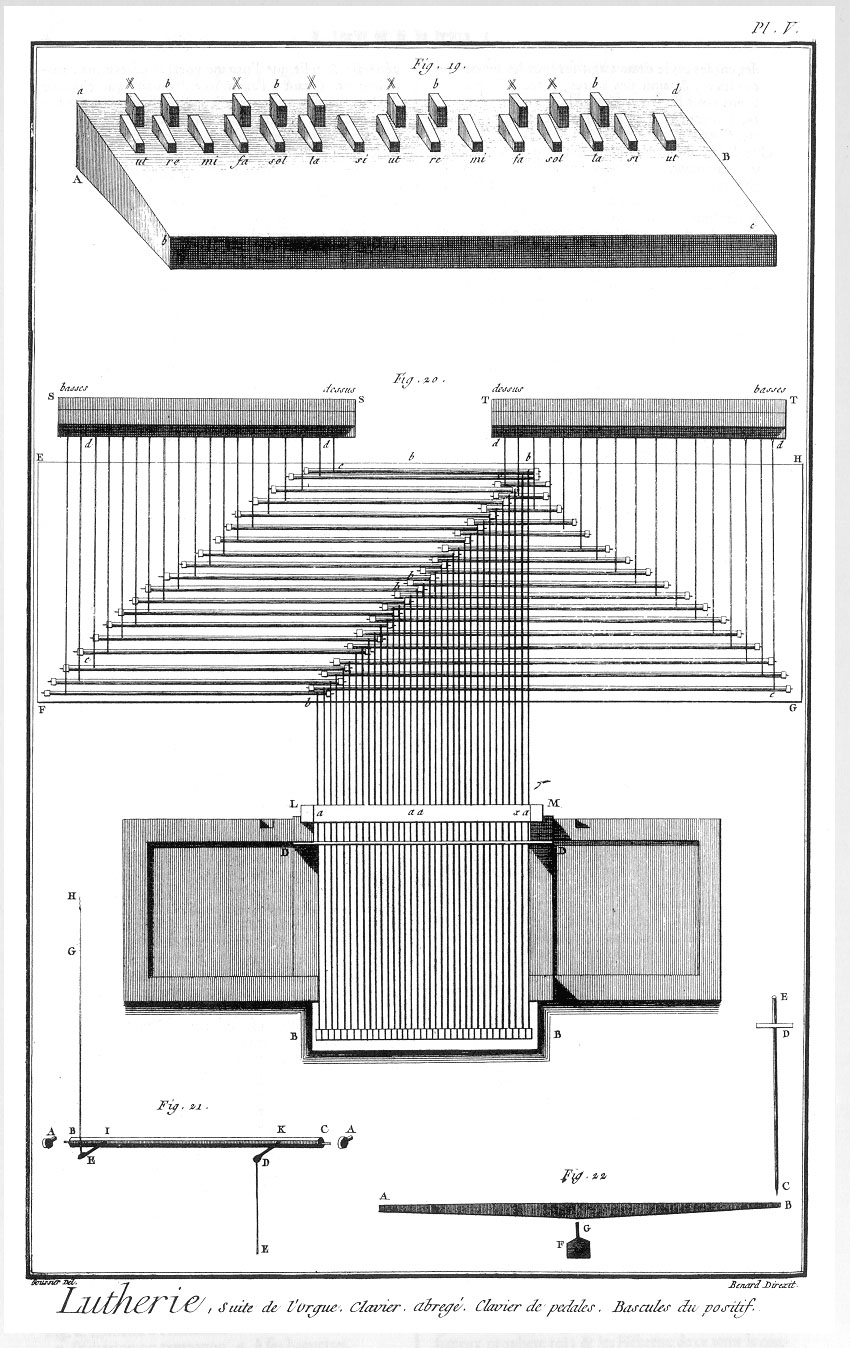 Pl. V.
Fig. 19.
a X b X b X X b X X b d
ut re mi fa sol la si ut re mi fa sol la si ut
A B
b c
Fig. 20.
S basses dessus S T dessus basses T
d d d d
E c b b H
b
b
c
F b G c
L a a a x a M
D D
H
G
E
D
B B
Fig. 21.
A B I K C A
H D
E
C
Fig. 22
A. B
G
F
Goussier Del. Benard Direxit.
Lutherie, Suite de l'Orgue. Clavier. abregé. Clavier de pedales. Bascules du positif.